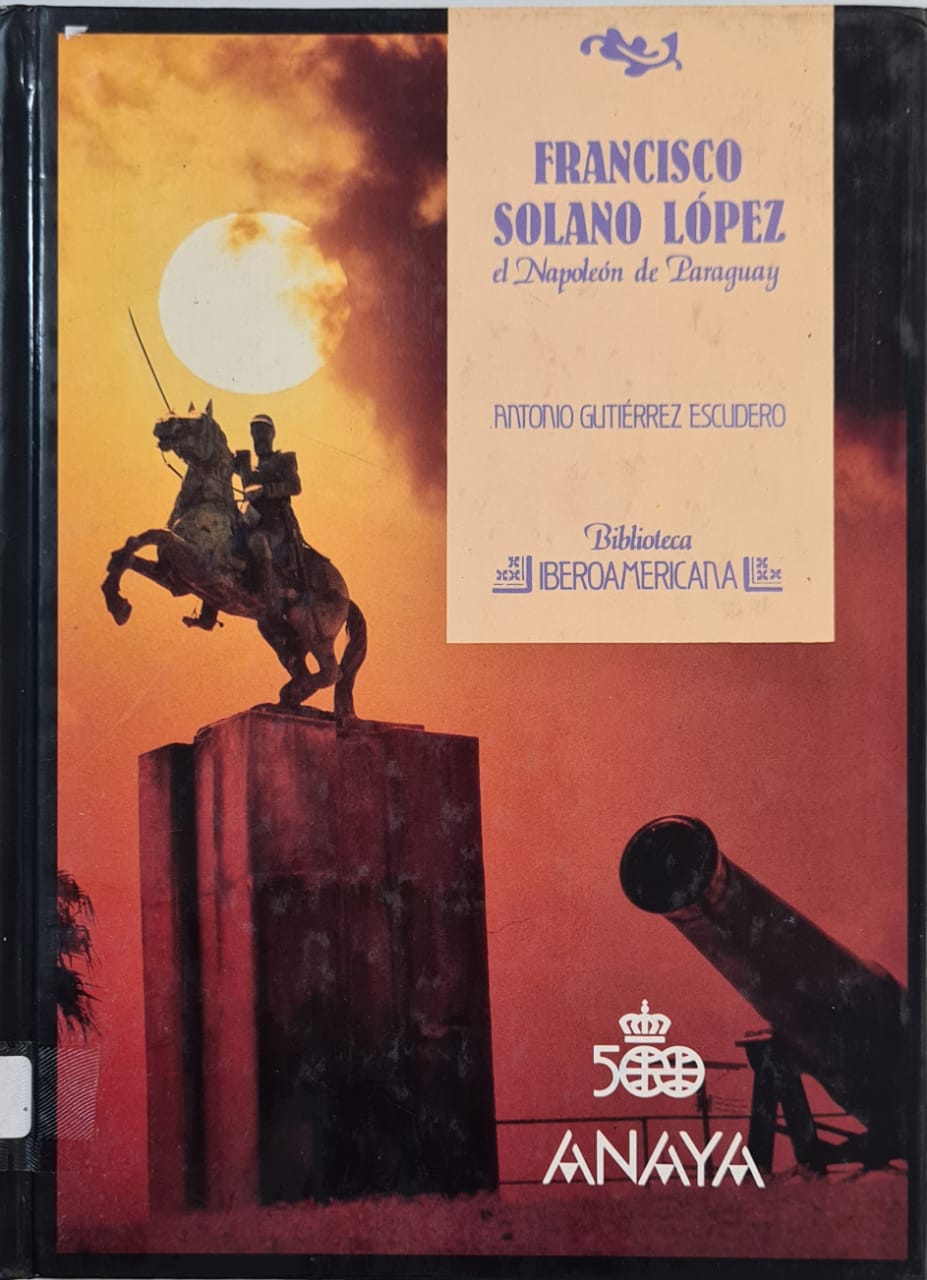 FRANCISCO
SOLANO LÓPEZ
el Napoleón de Paraguay
ANTONIO GUTIÉRREZ ESCUDERO
Biblioteca
IBEROAMERICANA
500
ANAYA